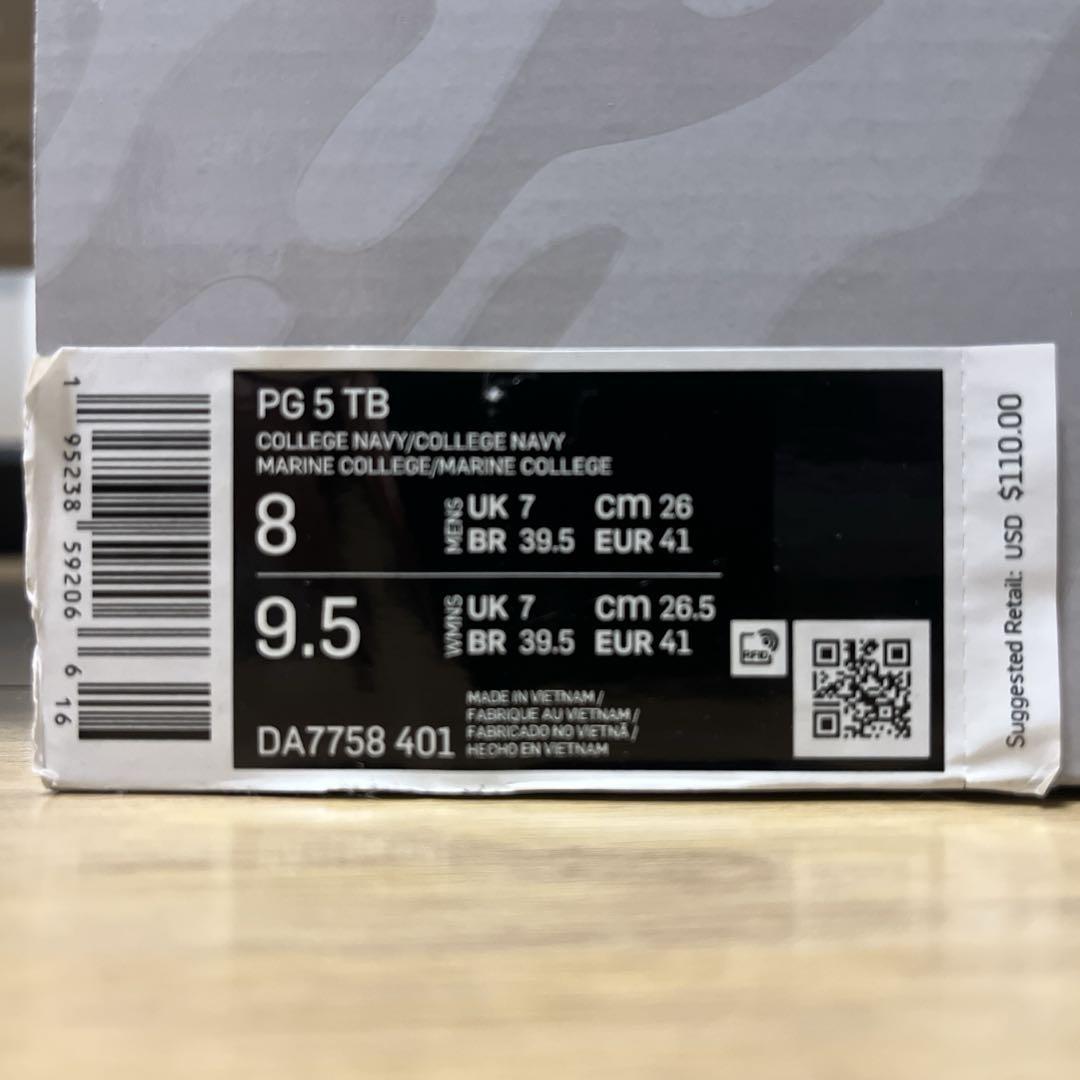 PG 5 TB
COLLEGE NAVY/COLLEGE NAVY
MARINE COLLEGE/MARINE COLLEGE
8 MENS UK 7 cm 26
BR 39.5 EUR 41
9.5 WMNS UK 7 cm 26.5
BR 39.5 EUR 41
RFID
MADE IN VIETNAM /
FABRIQUE AU VIETNAM /
FABRICADO NO VIETNÃ /
HECHO EN VIETNAM
DA7758 401
1 95238 59206 6 16
Suggested Retail: USD $110.00